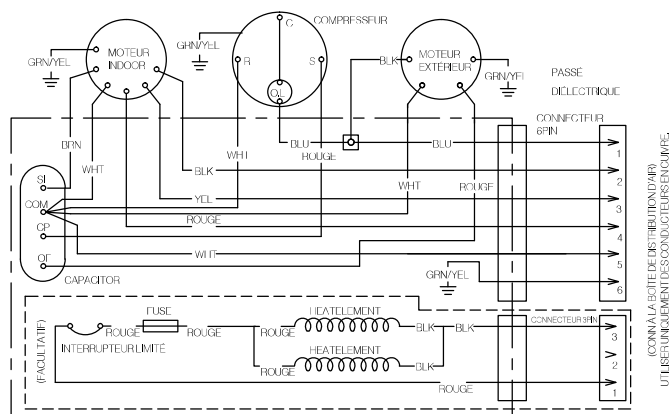 GRN/YEL
MOTEUR
INDOOR
GRN/YEL
C
COMPRESSEUR
R
S
O.L
BLK
MOTEUR
EXTÉRIEUR
GRN/YEL
PASSÉ
DIÉLECTRIQUE
CONNECTEUR
6PIN
BRN
WHT
WHT
BLU
ROUGE
BLU
1
BLK
2
SI
COM
CP
OF
CAPACITOR
YEL
WHT
ROUGE
3
ROUGE
4
WHT
5
GRN/YEL
6
(FACULTATIF)
FUSE
ROUGE
ROUGE
INTERRUPTEUR LIMITÉ
HEATELEMENT
ROUGE
BLK
BLK
CONNECTEUR 3PIN
3
HEATELEMENT
ROUGE
BLK
2
ROUGE
1
(CONN À LA BOÎTE DE DISTRIBUTION D'AIR)
UTILISER UNIQUEMENT DES CONDUCTEURS EN CUIVRE.